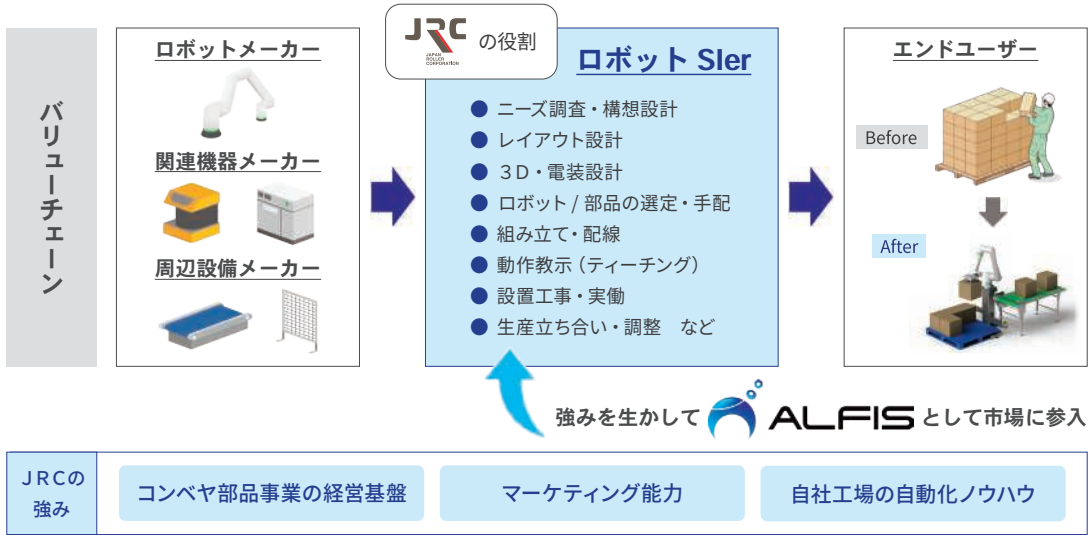 バリューチェーン
ロボットメーカー
関連機器メーカー
周辺設備メーカー
JRC
JAPAN
ROLLER
CORPORATION
の役割
ロボット SIer
● ニーズ調査・構想設計
● レイアウト設計
● 3D・電装設計
● ロボット / 部品の選定・手配
● 組み立て・配線
● 動作教示(ティーチング)
● 設置工事・実働
● 生産立ち合い・調整 など
エンドユーザー
Before
After
強みを生かして ALFIS として市場に参入
JRCの
強み
コンベヤ部品事業の経営基盤
マーケティング能力
自社工場の自動化ノウハウ